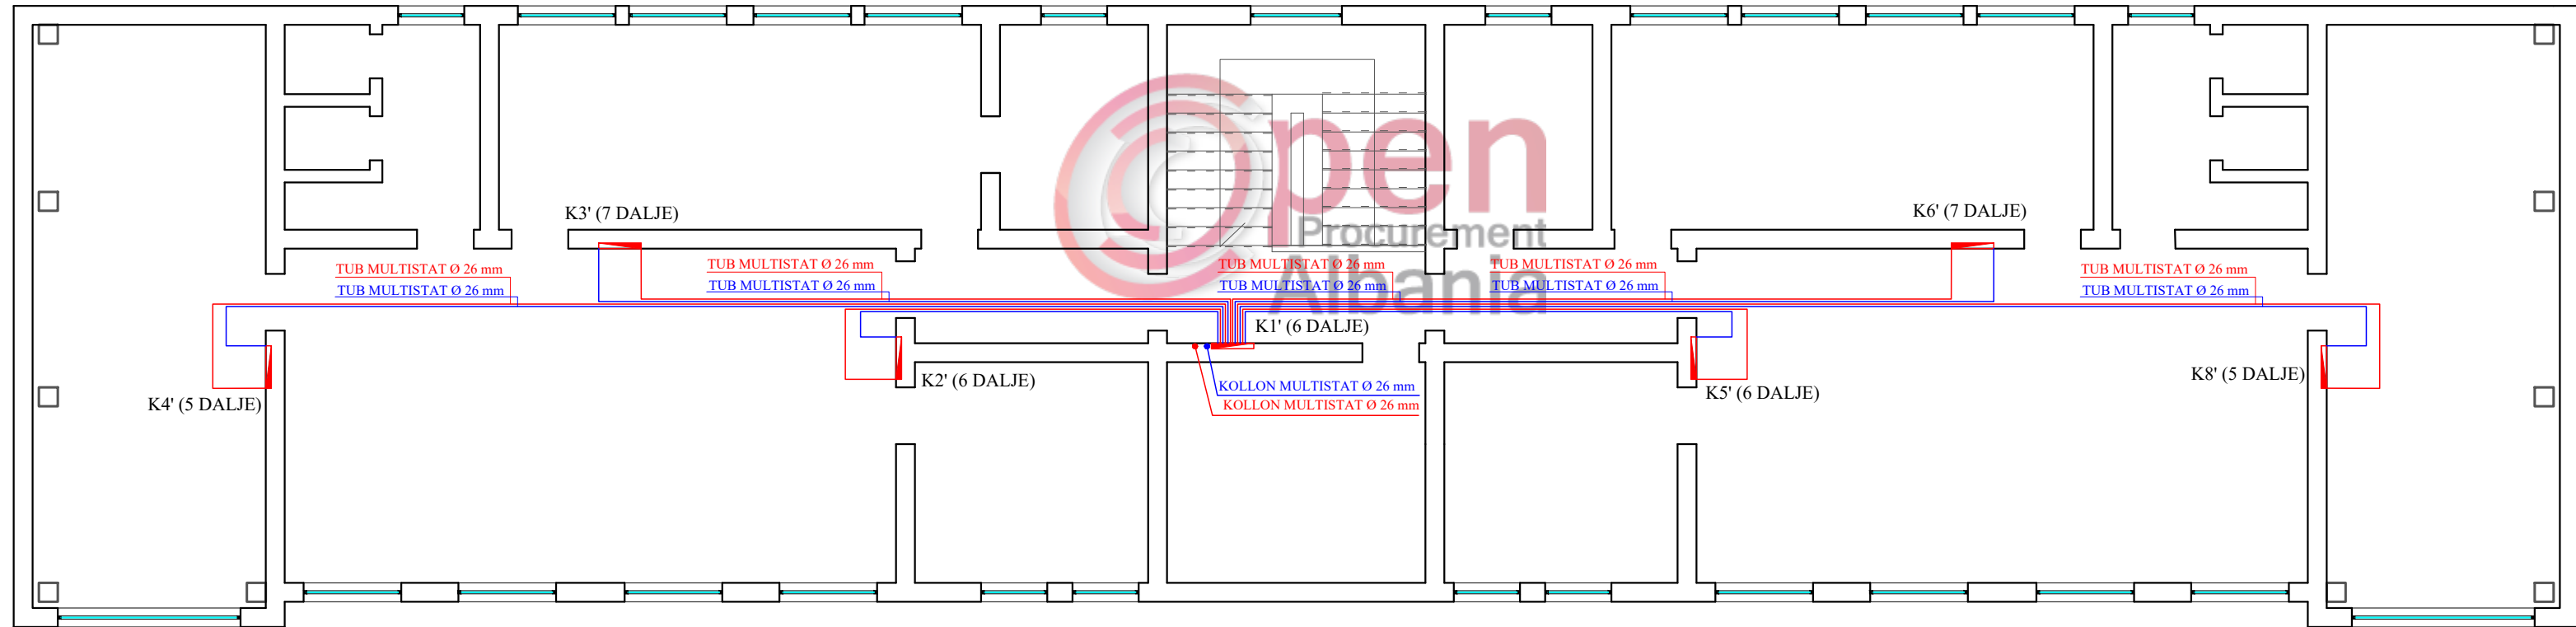 K3' (7 DALJE)
K6' (7 DALJE)
Open
Procurement
Albania
TUB MULTISTAT Ø 26 mm
TUB MULTISTAT Ø 26 mm
TUB MULTISTAT Ø 26 mm
TUB MULTISTAT Ø 26 mm
TUB MULTISTAT Ø 26 mm
TUB MULTISTAT Ø 26 mm
TUB MULTISTAT Ø 26 mm
TUB MULTISTAT Ø 26 mm
TUB MULTISTAT Ø 26 mm
TUB MULTISTAT Ø 26 mm
K1' (6 DALJE)
K4' (5 DALJE)
K2' (6 DALJE)
KOLLON MULTISTAT Ø 26 mm
KOLLON MULTISTAT Ø 26 mm
K5' (6 DALJE)
K8' (5 DALJE)